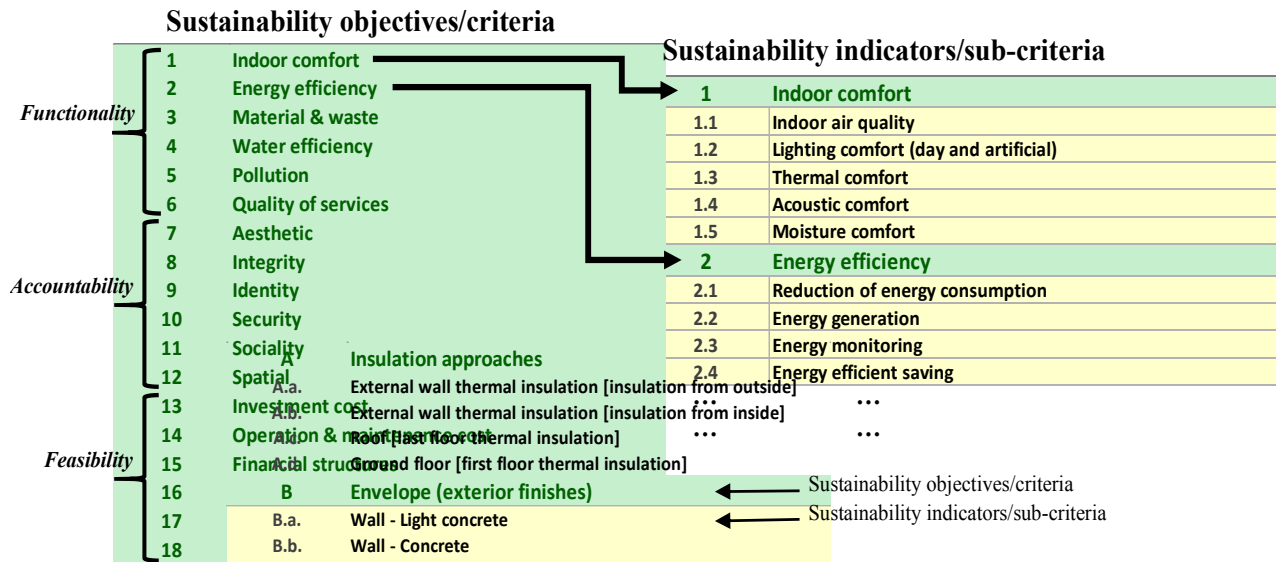 Sustainability objectives/criteria
Functionality
1 Indoor comfort
2 Energy efficiency
3 Material & waste
4 Water efficiency
5 Pollution
6 Quality of services
Accountability
7 Aesthetic
8 Integrity
9 Identity
10 Security
11 Sociality
12 Spatial
Feasibility
13 Investment cost
14 Operation & maintenance cost
15 Financial structures
16
17
18
A Insulation approaches
A.a. External wall thermal insulation [insulation from outside]
A.b. External wall thermal insulation [insulation from inside]
A.c. Roof [last floor thermal insulation]
A.d. Ground floor [first floor thermal insulation]
B Envelope (exterior finishes)
B.a. Wall - Light concrete
B.b. Wall - Concrete
Sustainability indicators/sub-criteria
1 Indoor comfort
1.1 Indoor air quality
1.2 Lighting comfort (day and artificial)
1.3 Thermal comfort
1.4 Acoustic comfort
1.5 Moisture comfort
2 Energy efficiency
2.1 Reduction of energy consumption
2.2 Energy generation
2.3 Energy monitoring
2.4 Energy efficient saving
... ...
... ...
Sustainability objectives/criteria
Sustainability indicators/sub-criteria